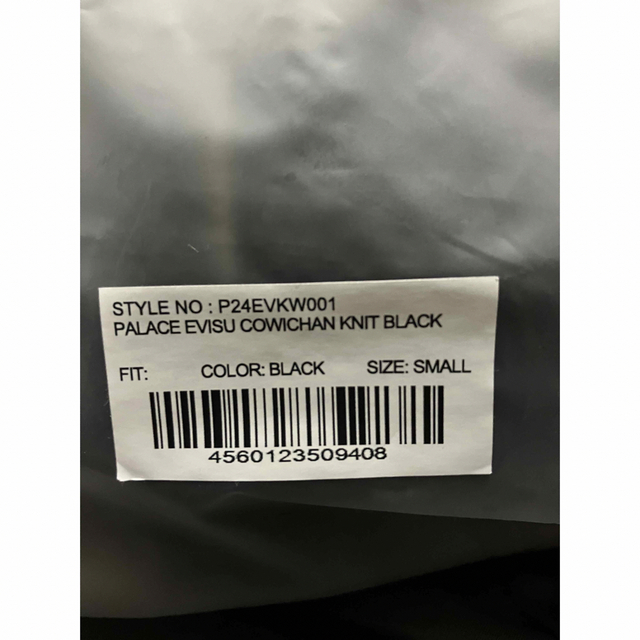 STYLE NO : P24EVKW001
PALACE EVISU COWICHAN KNIT BLACK
FIT: COLOR: BLACK SIZE: SMALL
4560123509408